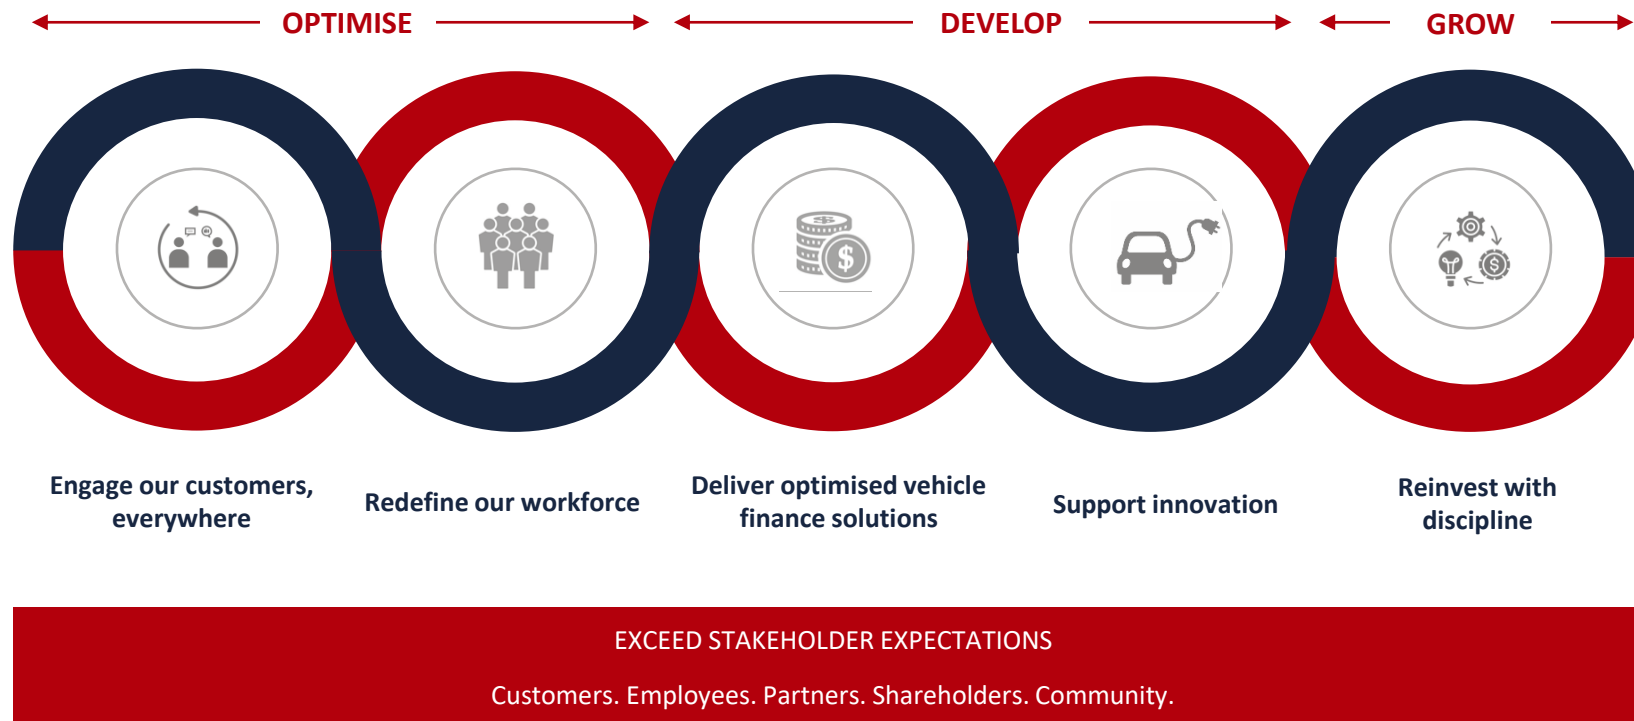 OPTIMISE
DEVELOP
GROW
Engage our customers,
everywhere
Redefine our workforce
Deliver optimised vehicle
finance solutions
Support innovation
Reinvest with
discipline
EXCEED STAKEHOLDER EXPECTATIONS
Customers. Employees. Partners. Shareholders. Community.